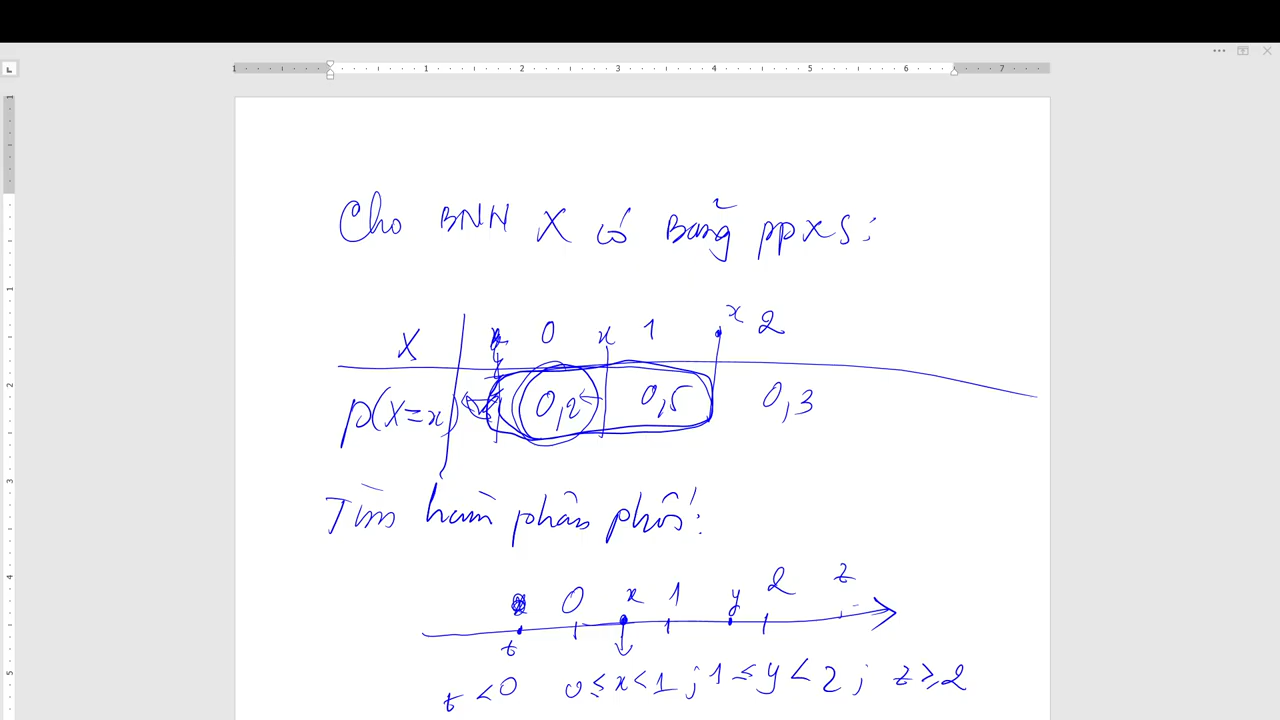 Cho BNN X có Bảng ppxs:
X 0 x 1 x 2
P(X=x) 0,2 0,5 0,3
Tìm hàm phân phối:
0 x 1 y 2 z
t
t < 0 0 ≤ x < 1 ; 1 ≤ y < 2 ; z ≥ 2